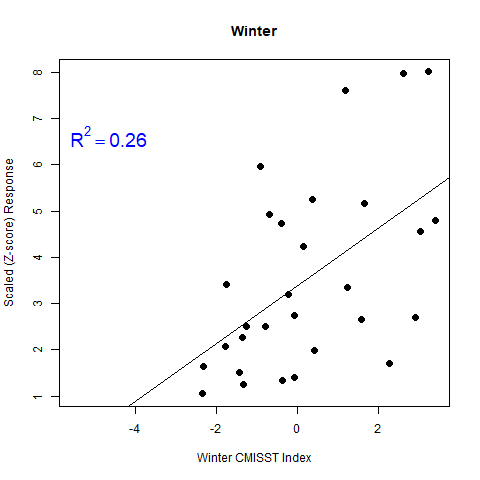 Winter
R2 = 0.26
Scaled (Z-score) Response
8
7
6
5
4
3
2
1
-4 -2 0 2
Winter CMISST Index